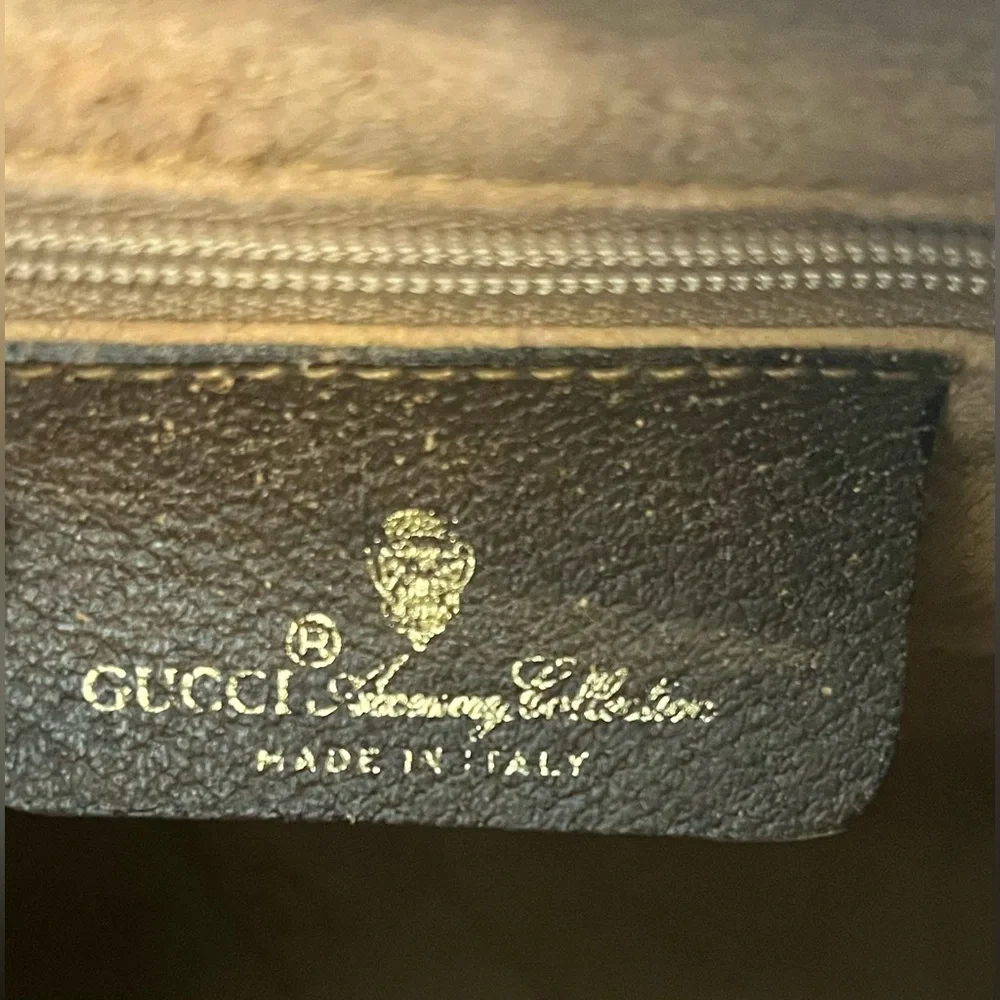 ®
GUCCI Accessory Collection
MADE IN ITALY